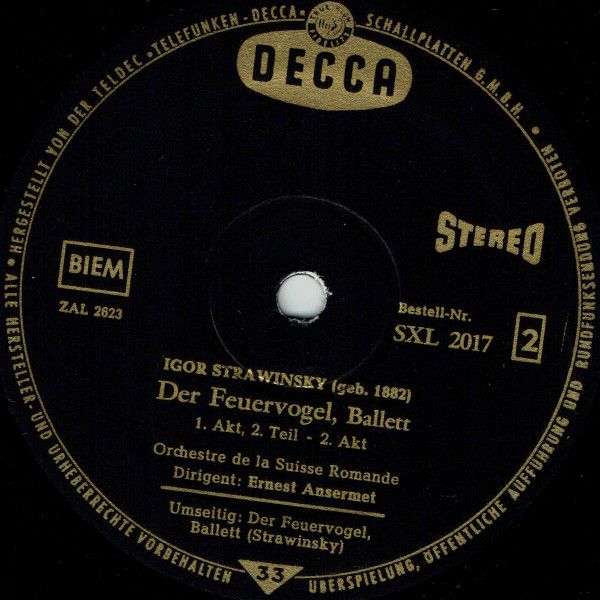 HERGESTELLT VON DER TELDEC »TELEFUNKEN-DECCA« SCHALLPLATTEN G.M.B.H. • ALLE HERSTELLER- UND URHEBERRECHTE VORBEHALTEN
ÜBERSPIELUNG, ÖFFENTLICHE AUFFÜHRUNG UND RUNDFUNKSENDUNG VERBOTEN
DECCA
STEREO
BIEM
ZAL 2623
Bestell-Nr.
SXL 2017 2
IGOR STRAWINSKY (geb. 1882)
Der Feuervogel, Ballett
1. Akt, 2. Teil - 2. Akt
Orchestre de la Suisse Romande
Dirigent: Ernest Ansermet
Umseitig: Der Feuervogel,
Ballett (Strawinsky)
33